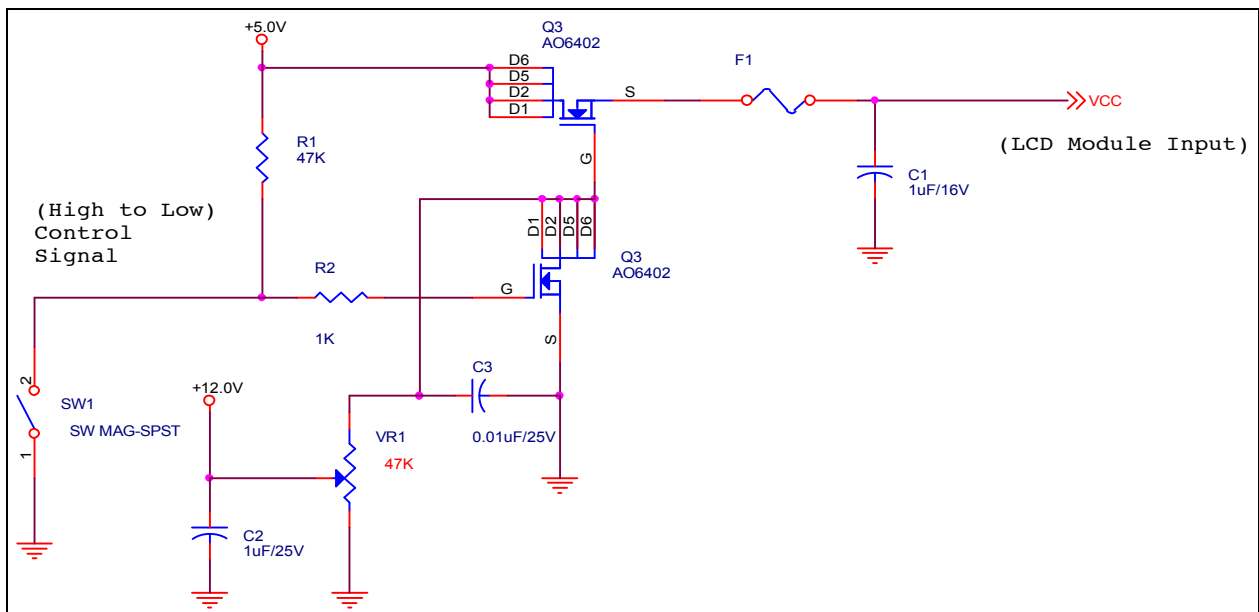 +5.0V
Q3
AO6402
D6
D5
D2
D1
S
G
F1
VCC
(LCD Module Input)
R1
47K
C1
1uF/16V
(High to Low)
Control
Signal
D1
D2
D5
D6
Q3
AO6402
R2
1K
G
S
2
1
SW1
SW MAG-SPST
+12.0V
C3
0.01uF/25V
VR1
47K
C2
1uF/25V